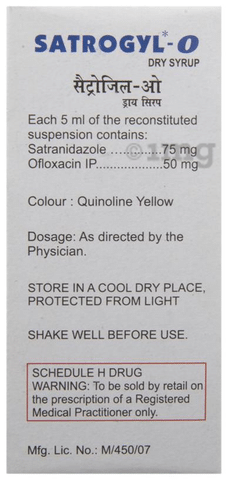 SATROGYL*-O
DRY SYRUP
सैट्रोजिल-ओ
ड्राय सिरप
Each 5 ml of the reconstituted
suspension contains:
Satranidazole .............75 mg
Ofloxacin IP....................50 mg
Colour : Quinoline Yellow
Dosage: As directed by the
Physician.
STORE IN A COOL DRY PLACE,
PROTECTED FROM LIGHT
SHAKE WELL BEFORE USE.
SCHEDULE H DRUG
WARNING: To be sold by retail on
the prescription of a Registered
Medical Practitioner only.
Mfg. Lic. No.: M/450/07